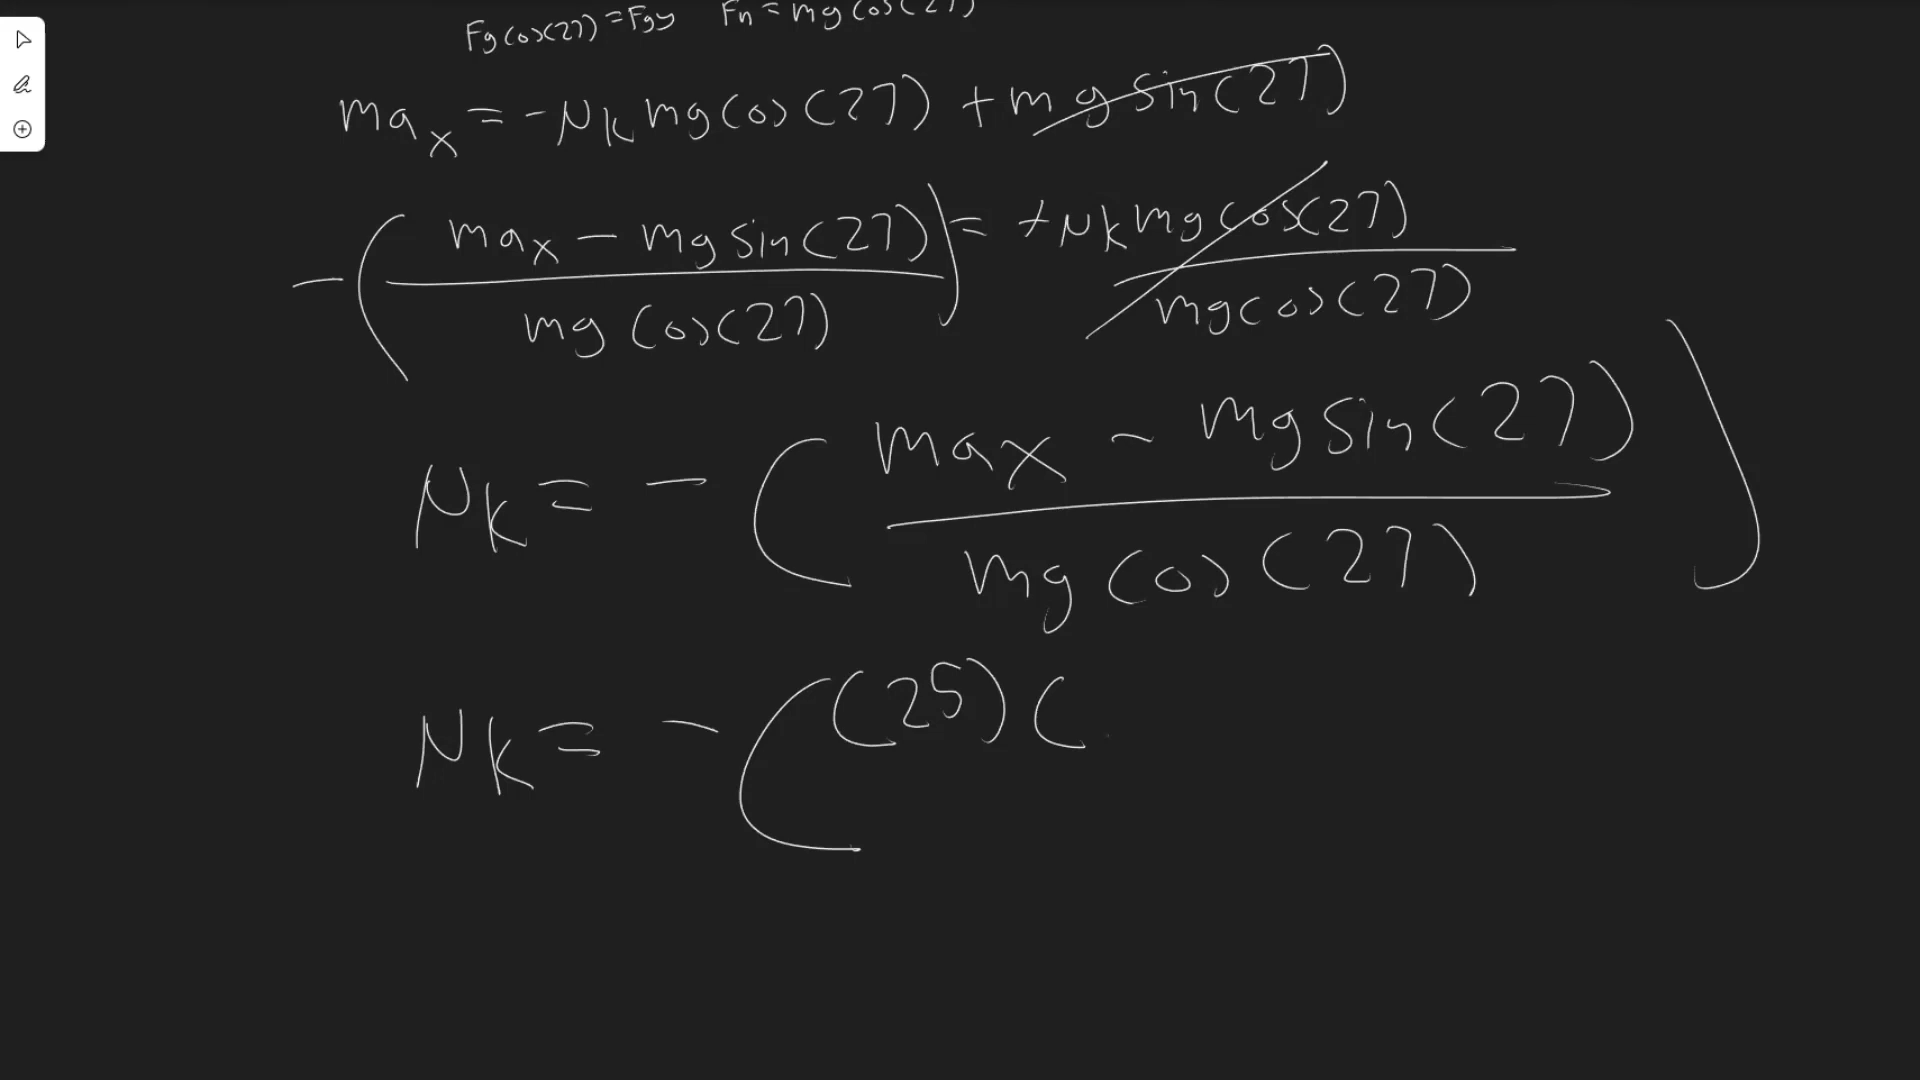 Fg cos(27) = Fgy Fn = mg cos(27)
max = -μk mg cos(27) + mg sin(27)
-(max - mg sin(27) / mg cos(27)) = +μk mg cos(27) / mg cos(27)
μk = -(max - mg sin(27) / mg cos(27))
μk = -((25)(